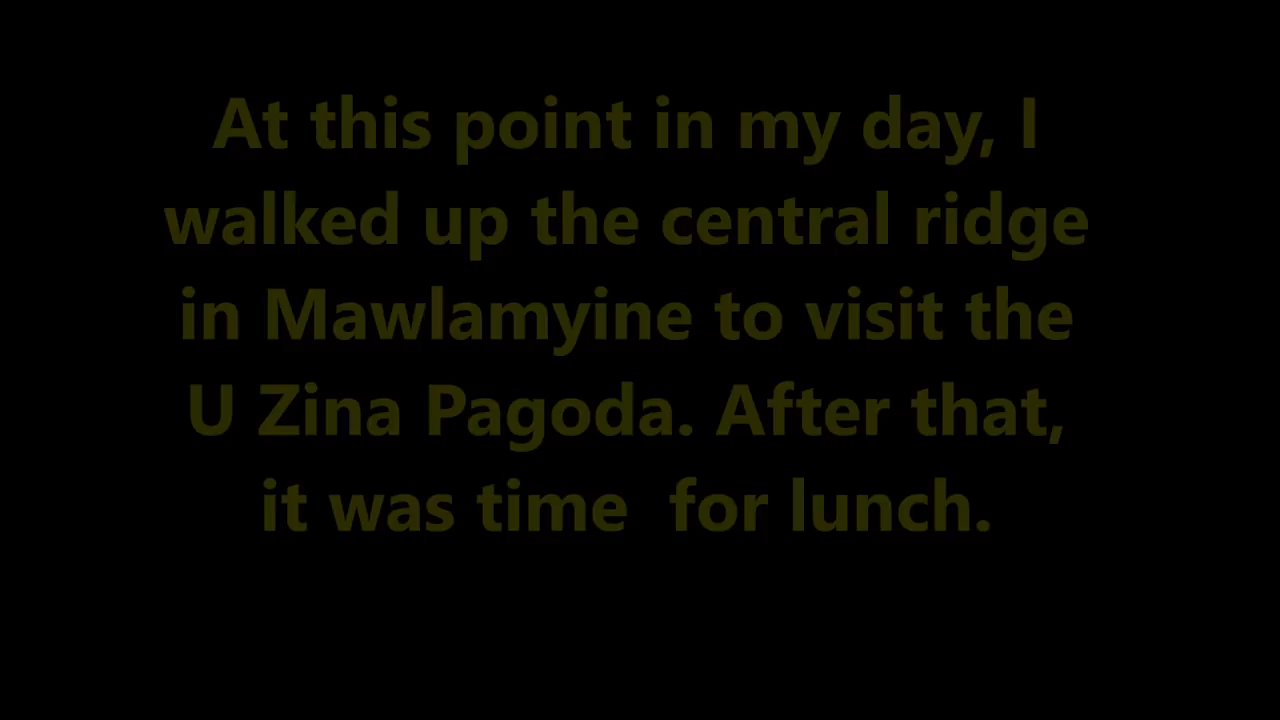 At this point in my day, I
walked up the central ridge
in Mawlamyine to visit the
U Zina Pagoda. After that,
it was time  for lunch.